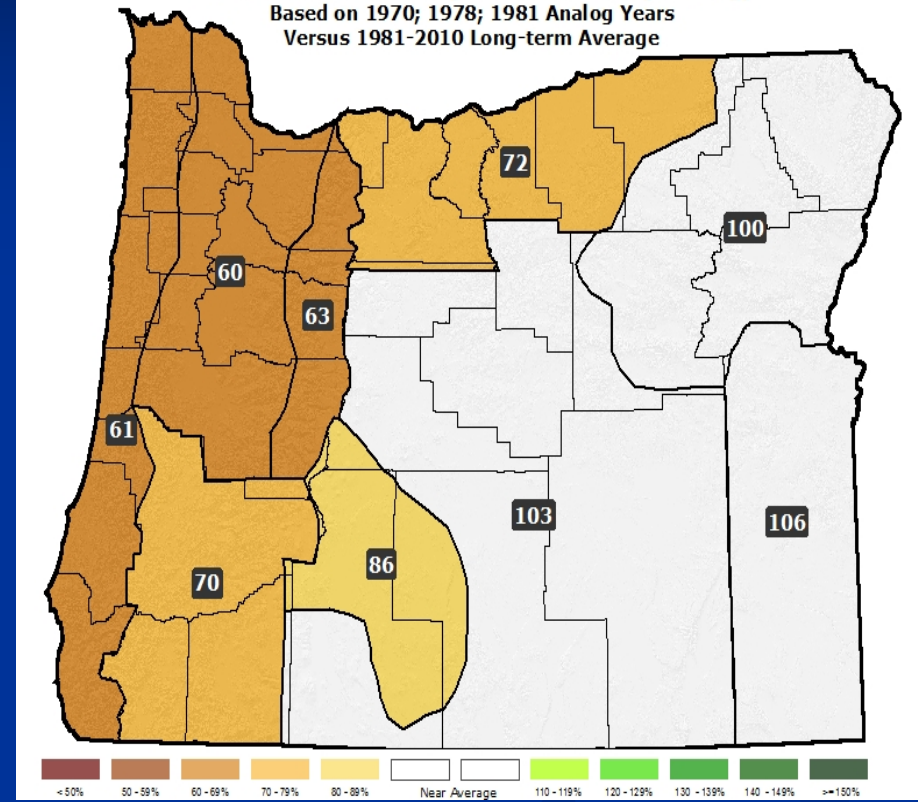 Based on 1970; 1978; 1981 Analog Years
Versus 1981-2010 Long-term Average
72
100
60
63
61
103
106
86
70
<50%
50 - 59%
60 - 69%
70 - 79%
80 - 89%
Near Average
110 - 119%
120 - 129%
130 - 139%
140 - 149%
>=150%